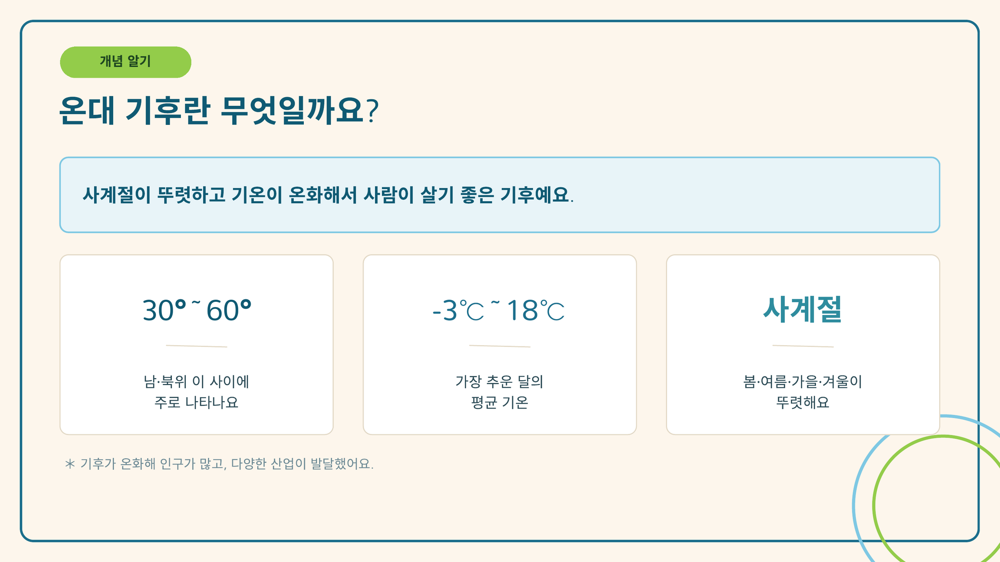 개념 알기
온대 기후란 무엇일까요?
사계절이 뚜렷하고 기온이 온화해서 사람이 살기 좋은 기후예요.
30°~60°
남·북위 이 사이에
주로 나타나요
-3℃~18℃
가장 추운 달의
평균 기온
사계절
봄·여름·가을·겨울이
뚜렷해요
＊ 기후가 온화해 인구가 많고, 다양한 산업이 발달했어요.